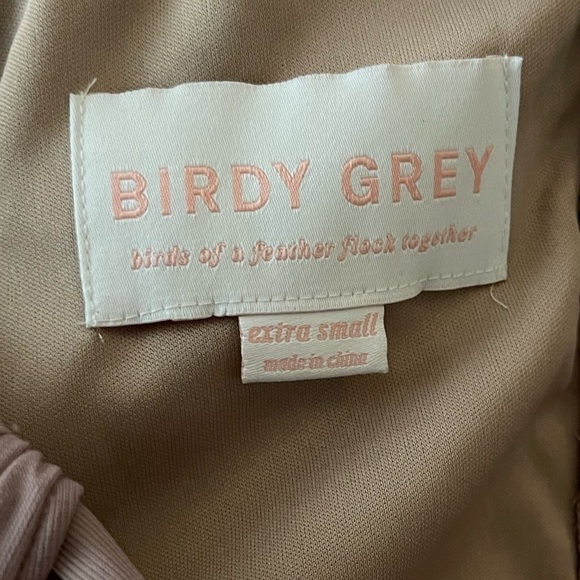 BIRDY GREY
birds of a feather flock together
extra small
made in china